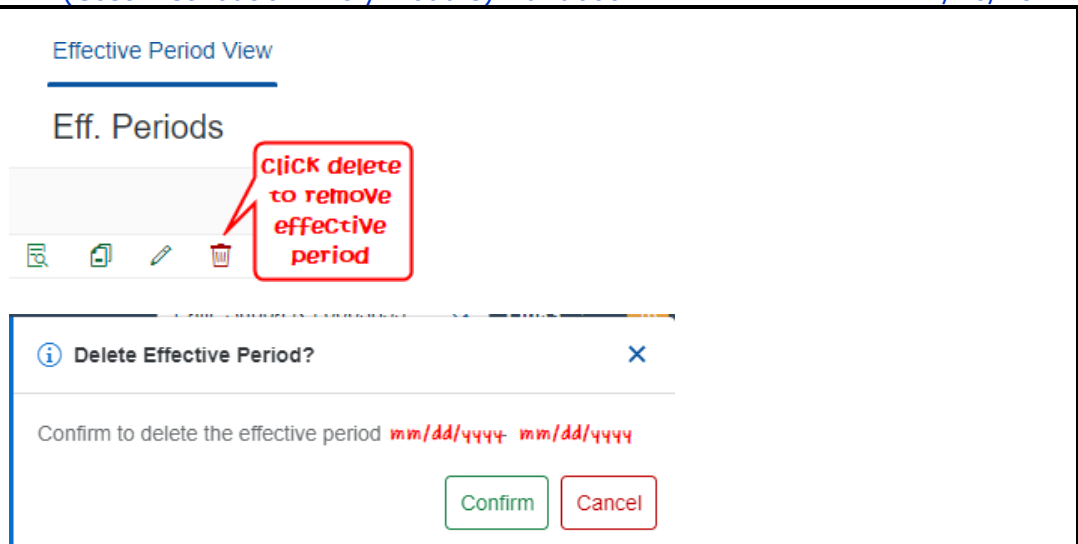 Effective Period View
Eff. Periods
Click delete
to remove
effective
period
Delete Effective Period?
Confirm to delete the effective period mm/dd/yyyy- mm/dd/yyyy
Confirm
Cancel